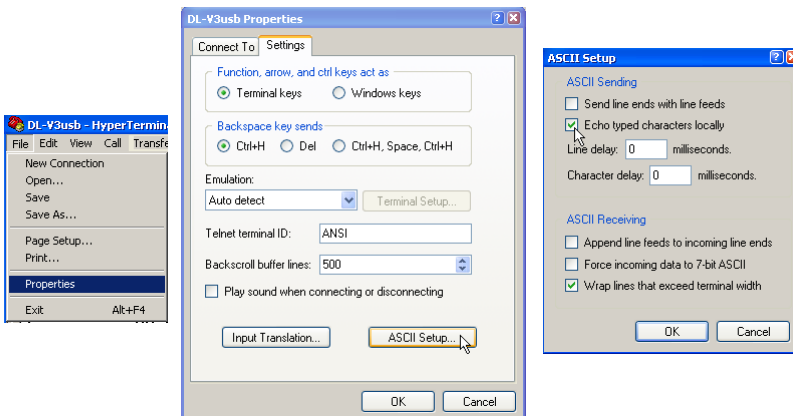 DL-V3usb - HyperTermin
File Edit View Call Transfe
New Connection
Open...
Save
Save As...
Page Setup...
Print...
Properties
Exit Alt+F4
DL-V3usb Properties
Connect To Settings
Function, arrow, and ctrl keys act as
Terminal keys Windows keys
Backspace key sends
Ctrl+H Del Ctrl+H, Space, Ctrl+H
Emulation:
Auto detect Terminal Setup...
Telnet terminal ID: ANSI
Backscroll buffer lines: 500
Play sound when connecting or disconnecting
Input Translation... ASCII Setup...
OK Cancel
ASCII Setup
ASCII Sending
Send line ends with line feeds
Echo typed characters locally
Line delay: 0 milliseconds.
Character delay: 0 milliseconds.
ASCII Receiving
Append line feeds to incoming line ends
Force incoming data to 7-bit ASCII
Wrap lines that exceed terminal width
OK Cancel